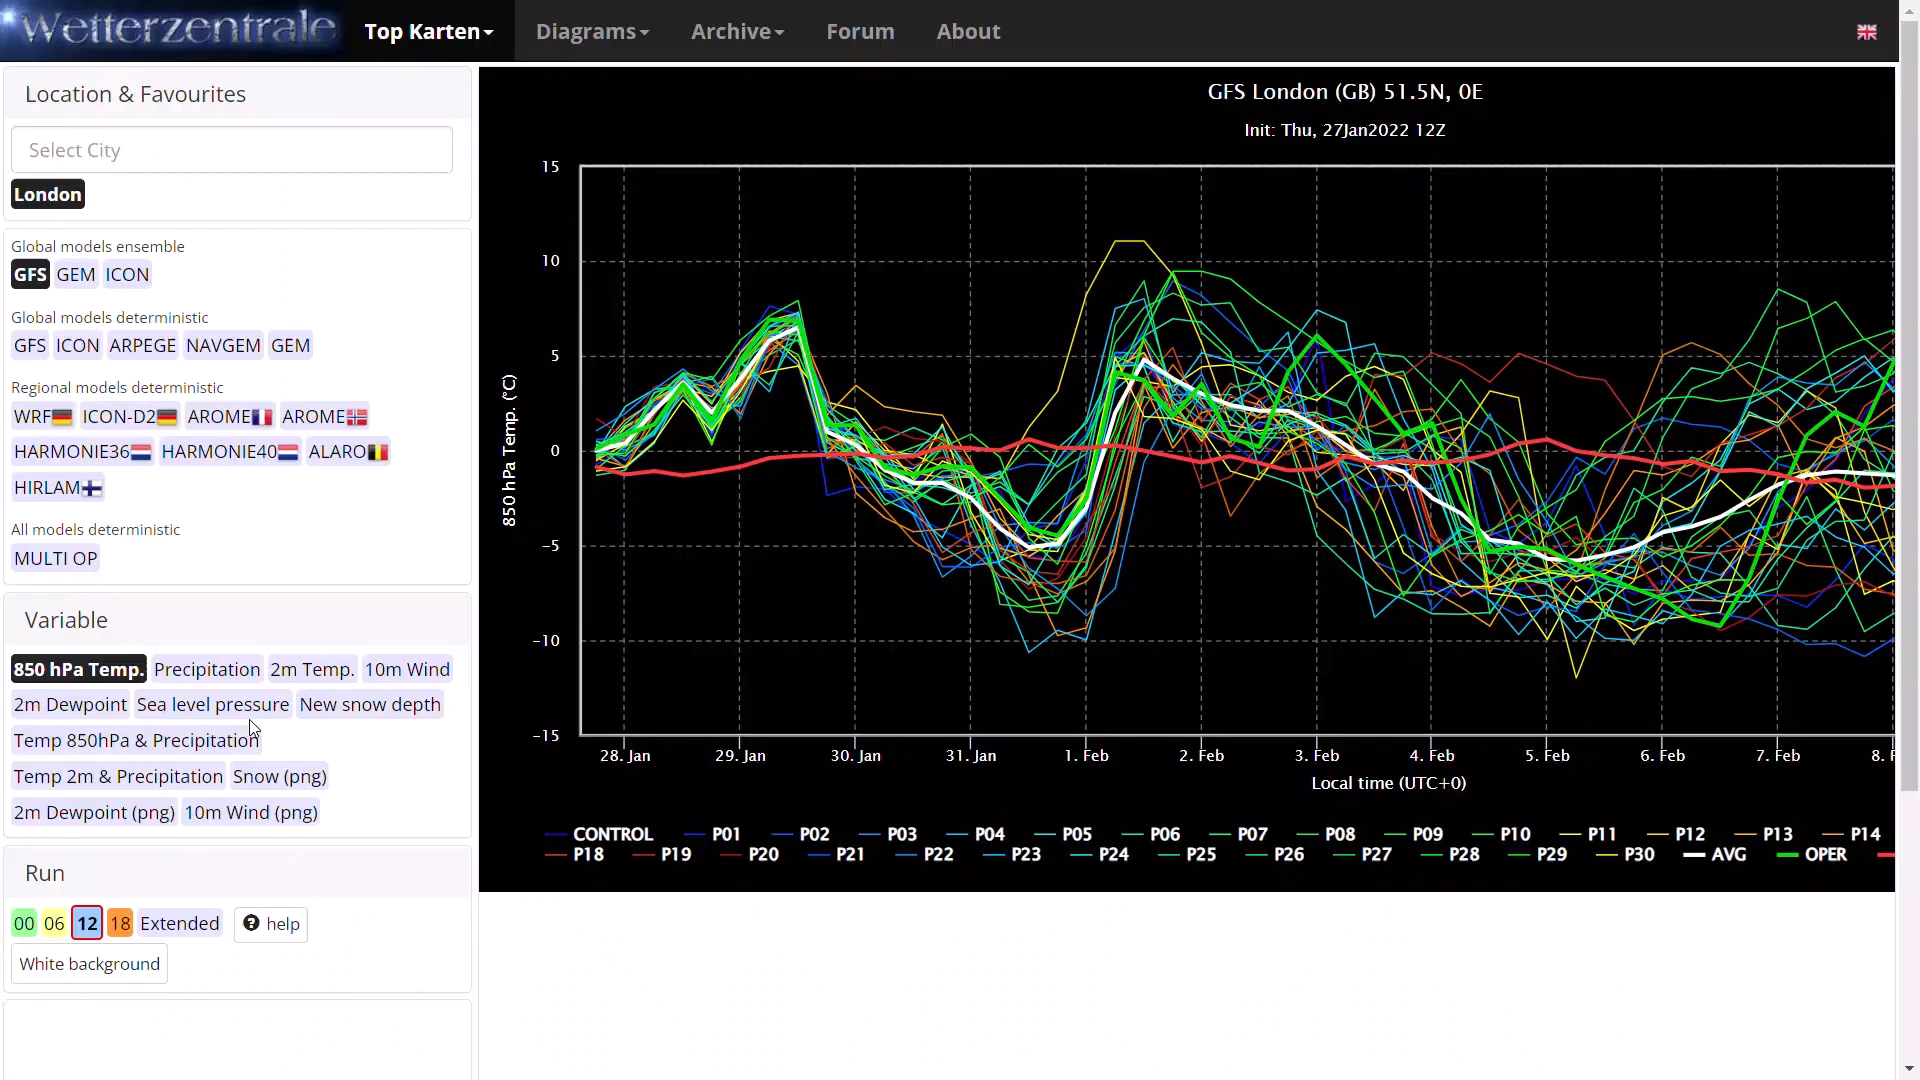 Wetterzentrale
Top Karten
Diagrams
Archive
Forum
About
Location & Favourites
Select City
London
Global models ensemble
GFS GEM ICON
Global models deterministic
GFS ICON ARPEGE NAVGEM GEM
Regional models deterministic
WRF ICON-D2 AROME AROME
HARMONIE36 HARMONIE40 ALARO
HIRLAM
All models deterministic
MULTI OP
Variable
850 hPa Temp. Precipitation 2m Temp. 10m Wind
2m Dewpoint Sea level pressure New snow depth
Temp 850hPa & Precipitation
Temp 2m & Precipitation Snow (png)
2m Dewpoint (png) 10m Wind (png)
Run
00 06 12 18 Extended ? help
White background
GFS London (GB) 51.5N, 0E
Init: Thu, 27Jan2022 12Z
850 hPa Temp. (°C)
15
10
5
0
-5
-10
-15
28. Jan 29. Jan 30. Jan 31. Jan 1. Feb 2. Feb 3. Feb 4. Feb 5. Feb 6. Feb 7. Feb 8. F
Local time (UTC+0)
CONTROL P01 P02 P03 P04 P05 P06 P07 P08 P09 P10 P11 P12 P13 P14
P18 P19 P20 P21 P22 P23 P24 P25 P26 P27 P28 P29 P30 AVG OPER